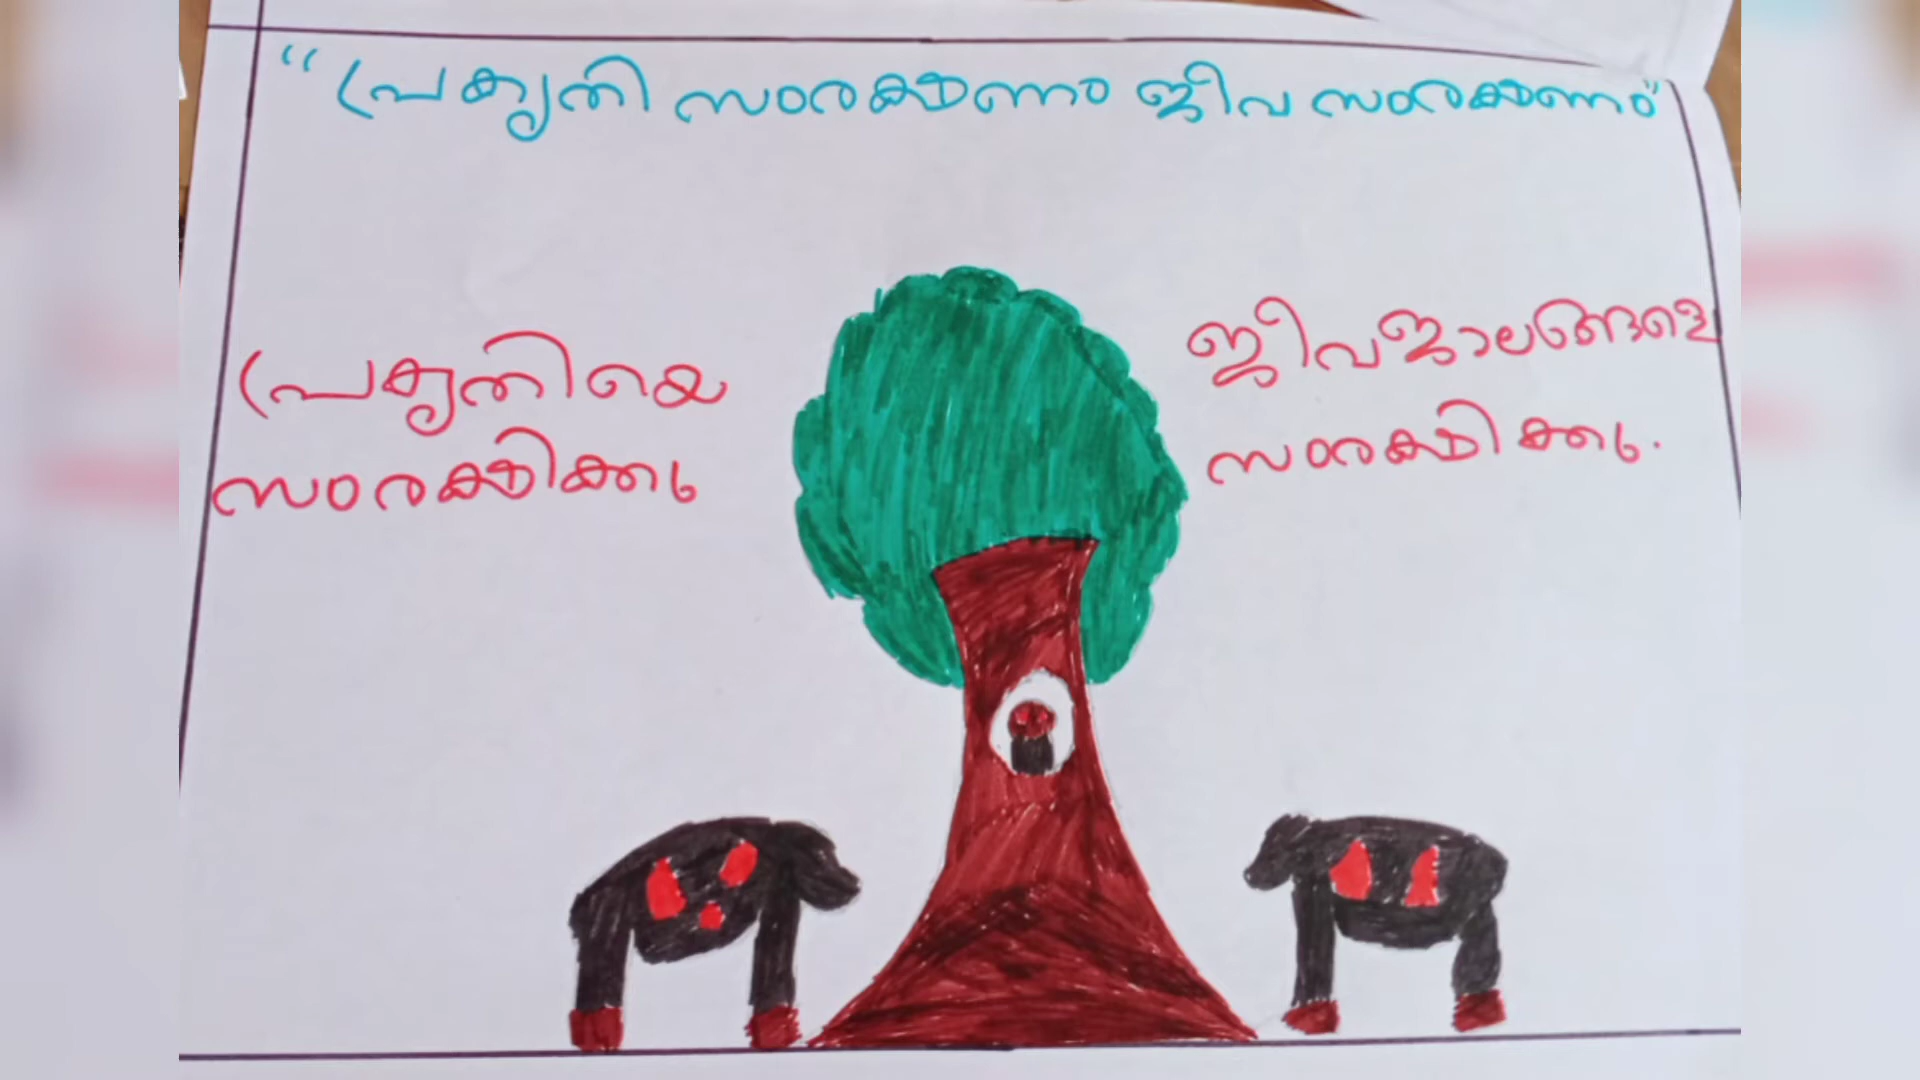 “പ്രകൃതി സംരക്ഷണം ജീവ സംരക്ഷണം”
പ്രകൃതിയെ
സംരക്ഷിക്കു
ജീവജാലങ്ങളെ
സംരക്ഷിക്കു.